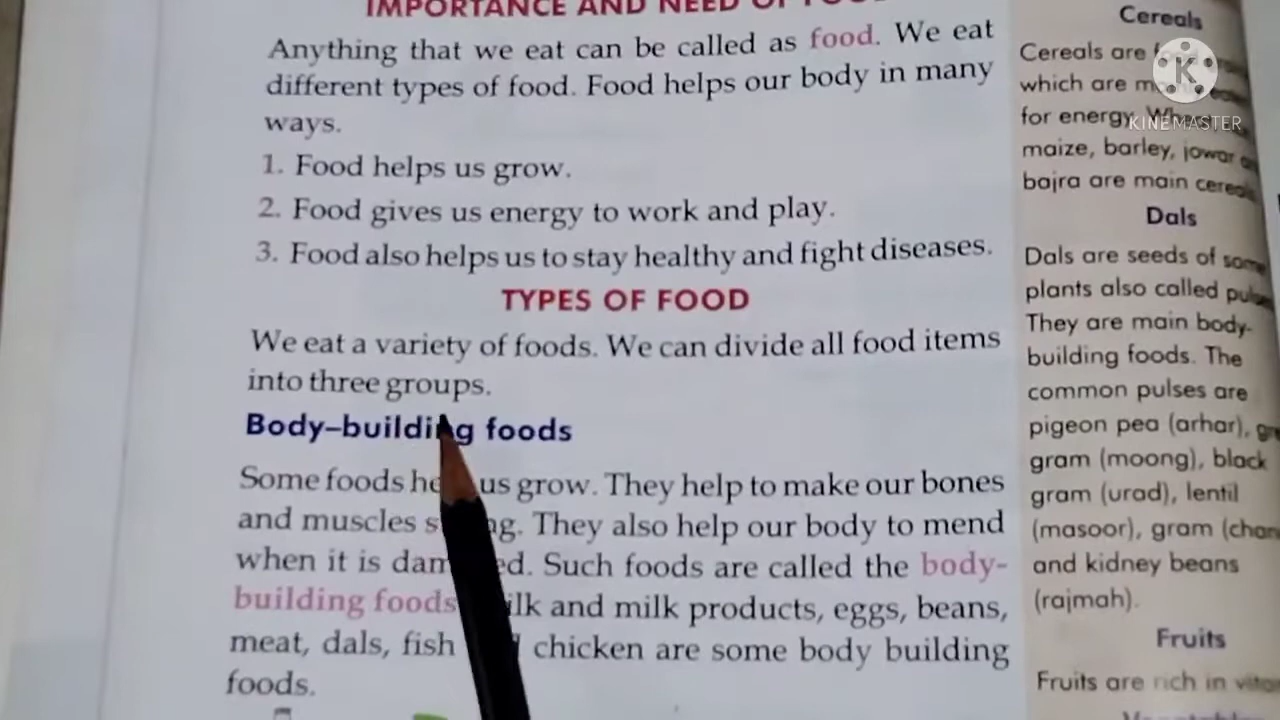 IMPORTANCE AND NEED OF
Anything that we eat can be called as food. We eat
different types of food. Food helps our body in many
ways.
1. Food helps us grow.
2. Food gives us energy to work and play.
3. Food also helps us to stay healthy and fight diseases.
TYPES OF FOOD
We eat a variety of foods. We can divide all food items
into three groups.
Body-building foods
Some foods us grow. They help to make our bones
and muscles They also help our body to mend
when it is Such foods are called the body-
building foods and milk products, eggs, beans,
meat, dals, fish chicken are some body building
foods.
Cereals
Cereals are
which are
for energy.
maize, barley, jowar
bajra are main
Dals
Dals are seeds of some
plants also called
They are main body-
building foods. The
common pulses are
pigeon pea (arhar),
gram (moong), black
gram (urad), lentil
(masoor), gram
and kidney beans
(rajmah).
Fruits
Fruits are rich in
K
KINEMASTER